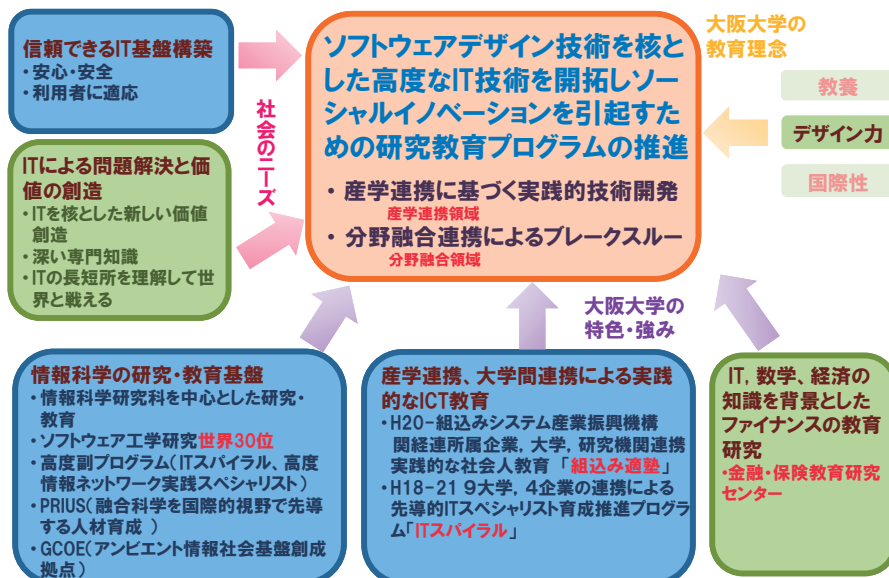 信頼できるIT基盤構築
・安心・安全
・利用者に適応
ITによる問題解決と価
値の創造
・ITを核とした新しい価値
創造
・深い専門知識
・ITの長短所を理解して世
界と戦える
社会のニーズ
ソフトウェアデザイン技術を核と
した高度なIT技術を開拓しソー
シャルイノベーションを引起すた
めの研究教育プログラムの推進
・ 産学連携に基づく実践的技術開発
産学連携領域
・ 分野融合連携によるブレークスルー
分野融合領域
大阪大学の
教育理念
教養
デザイン力
国際性
大阪大学の
特色・強み
情報科学の研究・教育基盤
・ 情報科学研究科を中心とした研究・
教育
・ ソフトウェア工学研究世界30位
・ 高度副プログラム(ITスパイラル、高度
情報ネットワーク実践スペシャリスト)
・ PRIUS(融合科学を国際的視野で先導
する人材育成 )
・ GCOE(アンビエント情報社会基盤創成
拠点)
産学連携、大学間連携による実践
的なICT教育
・H20-組込みシステム産業振興機構
関経連所属企業, 大学, 研究機関連携
実践的な社会人教育 「組込み適塾」
・H18-21 9大学, 4企業の連携による
先導的ITスペシャリスト育成推進プログラ
ム「ITスパイラル」
IT, 数学、経済の
知識を背景とした
ファイナンスの教育
研究
・金融・保険教育研究
センター